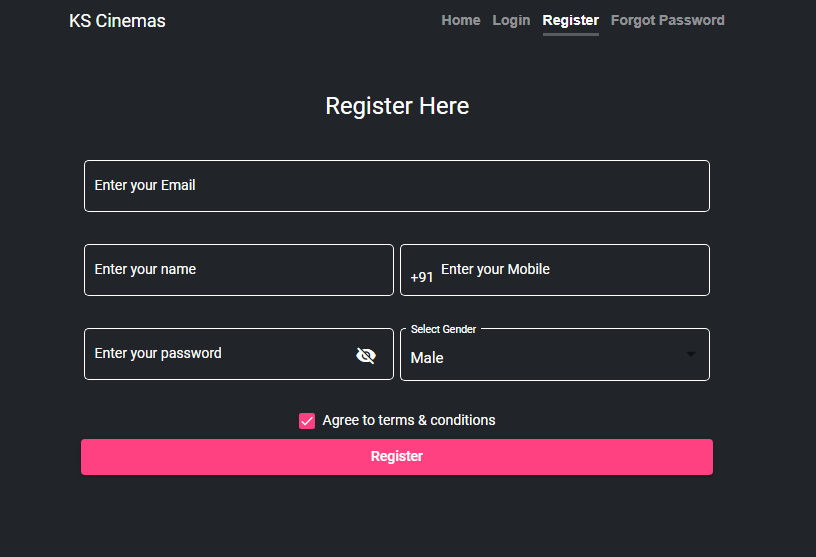 KS Cinemas Home Login Register Forgot Password
Register Here
Enter your Email
Enter your name +91 Enter your Mobile
Enter your password Select Gender Male
Agree to terms & conditions
Register